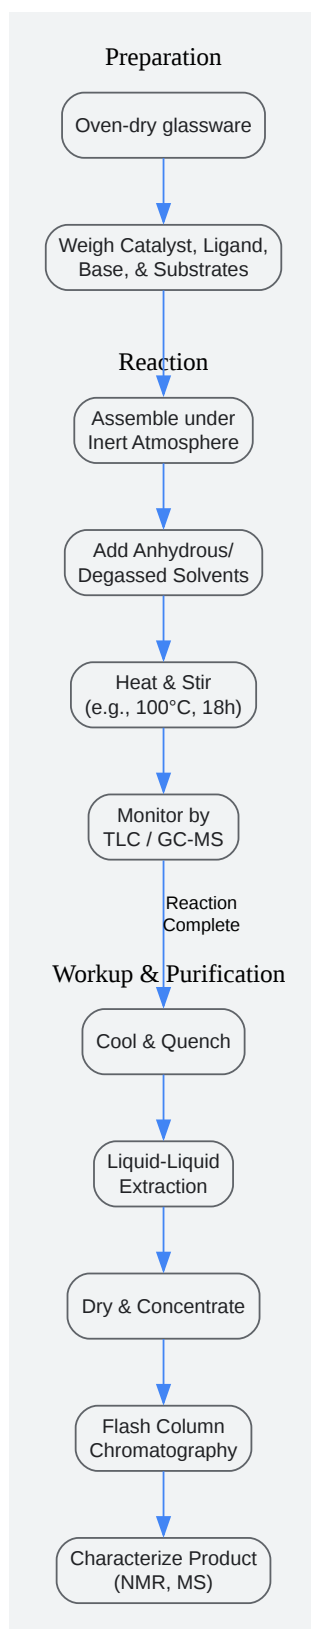 Preparation
Oven-dry glassware
Weigh Catalyst, Ligand,
Base, & Substrates
Reaction
Assemble under
Inert Atmosphere
Add Anhydrous/
Degassed Solvents
Heat & Stir
(e.g., 100°C, 18h)
Monitor by
TLC / GC-MS
Reaction
Complete
Workup & Purification
Cool & Quench
Liquid-Liquid
Extraction
Dry & Concentrate
Flash Column
Chromatography
Characterize Product
(NMR, MS)